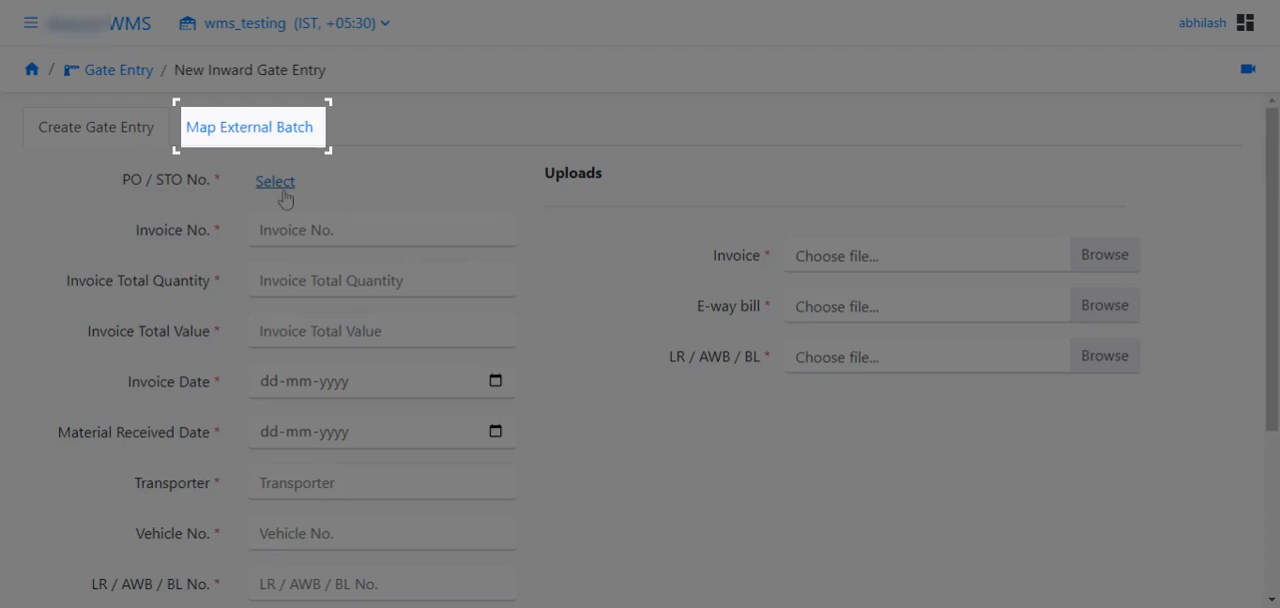 WMS wms_testing (IST, +05:30) abhilash
/ Gate Entry / New Inward Gate Entry
Create Gate Entry Map External Batch
PO / STO No. * Select
Uploads
Invoice No. * Invoice No.
Invoice * Choose file... Browse
Invoice Total Quantity * Invoice Total Quantity
E-way bill * Choose file... Browse
Invoice Total Value * Invoice Total Value
LR / AWB / BL * Choose file... Browse
Invoice Date * dd-mm-yyyy
Material Received Date * dd-mm-yyyy
Transporter * Transporter
Vehicle No. * Vehicle No.
LR / AWB / BL No. * LR / AWB / BL No.